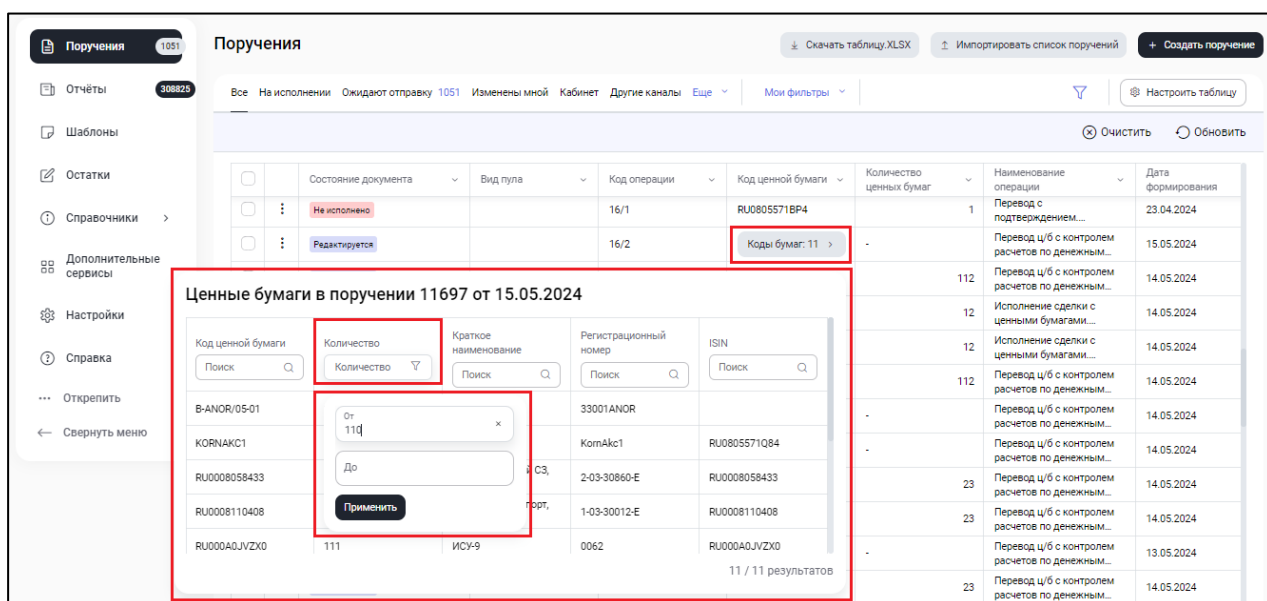 Поручения 1051
Отчёты 308825
Шаблоны
Остатки
Справочники
Дополнительные
сервисы
Настройки
Справка
Открепить
Свернуть меню
Поручения
Скачать таблицу.XLSX
Импортировать список поручений
+ Создать поручение
Все На исполнении Ожидают отправку 1051 Изменены мной Кабинет Другие каналы Еще Мои фильтры
Настроить таблицу
Очистить Обновить
Состояние документа Вид пула Код операции Код ценной бумаги Количество ценных бумаг Наименование операции Дата формирования
Не исполнено 16/1 RU0805571BP4 1 Перевод с подтверждением.... 23.04.2024
Редактируется 16/2 Коды бумаг: 11 - Перевод ц/б с контролем расчетов по денежным... 15.05.2024
112 Перевод ц/б с контролем расчетов по денежным... 14.05.2024
12 Исполнение сделки с ценными бумагами.... 14.05.2024
12 Исполнение сделки с ценными бумагами.... 14.05.2024
112 Перевод ц/б с контролем расчетов по денежным... 14.05.2024
- Перевод ц/б с контролем расчетов по денежным... 14.05.2024
- Перевод ц/б с контролем расчетов по денежным... 14.05.2024
23 Перевод ц/б с контролем расчетов по денежным... 14.05.2024
23 Перевод ц/б с контролем расчетов по денежным... 14.05.2024
- Перевод ц/б с контролем расчетов по денежным... 13.05.2024
23 Перевод ц/б с контролем расчетов по денежным... 14.05.2024
Ценные бумаги в поручении 11697 от 15.05.2024
Код ценной бумаги Количество Краткое наименование Регистрационный номер ISIN
Поиск Количество Поиск Поиск Поиск
B-ANOR/05-01 33001ANOR
KORNAKC1 KornAkc1 RU0805571Q84
RU0008058433 СЗ, 2-03-30860-E RU0008058433
RU0008110408 порт, 1-03-30012-E RU0008110408
RU000A0JVZX0 111 ИСУ-9 0062 RU000A0JVZX0
От
110 ×
До
Применить
11 / 11 результатов